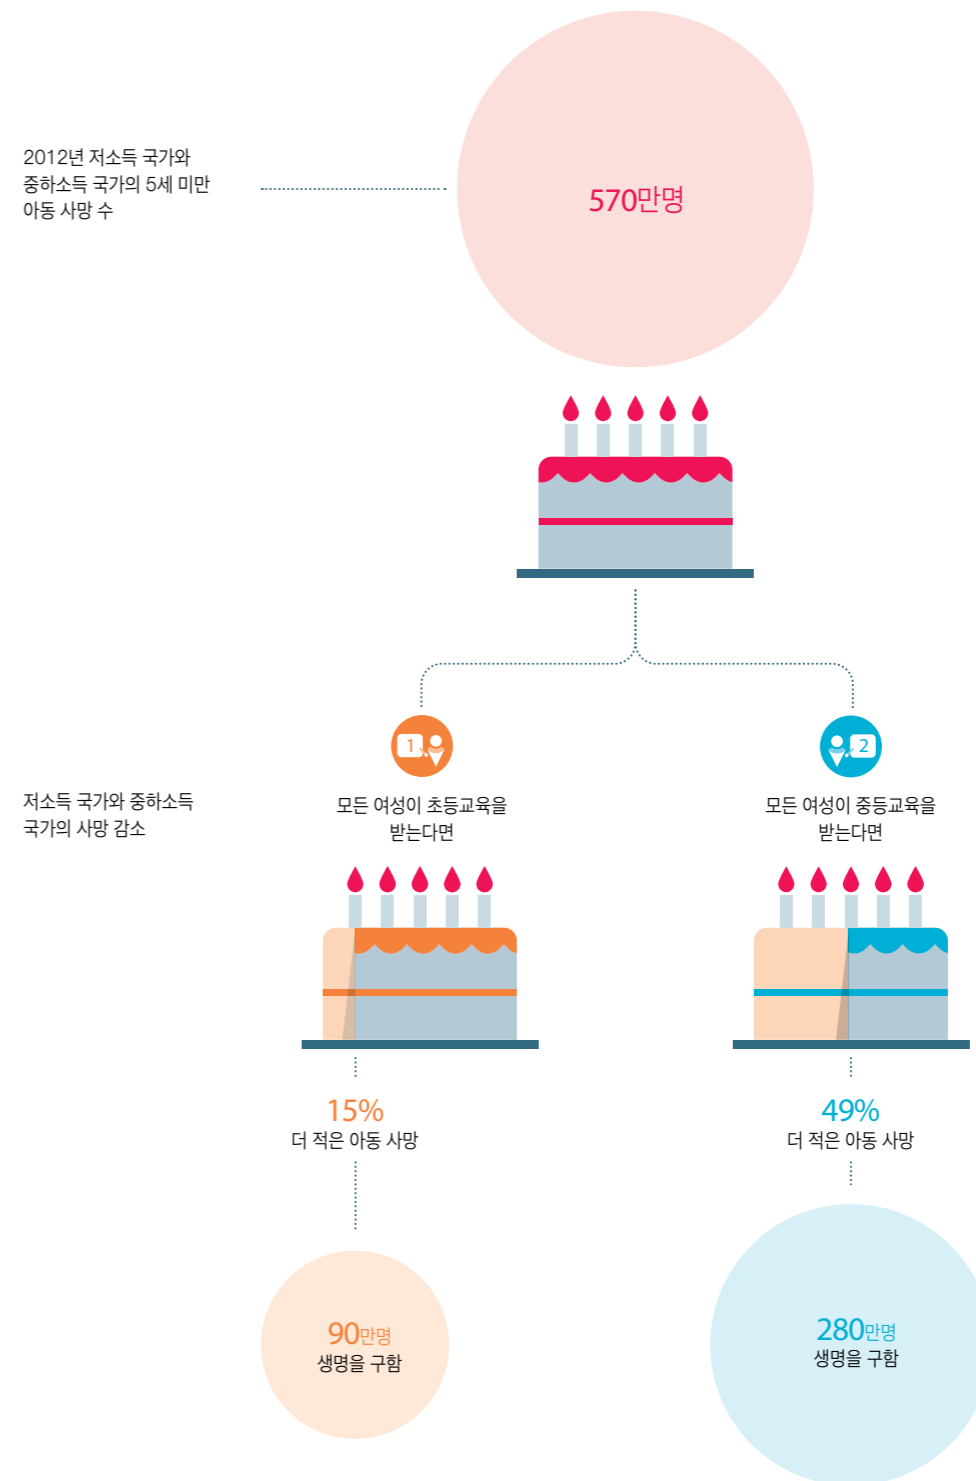 2012년 저소득 국가와
중하소득 국가의 5세 미만
아동 사망 수
570만명
저소득 국가와 중하소득
국가의 사망 감소
1
모든 여성이 초등교육을
받는다면
2
모든 여성이 중등교육을
받는다면
15%
더 적은 아동 사망
49%
더 적은 아동 사망
90만명
생명을 구함
280만명
생명을 구함